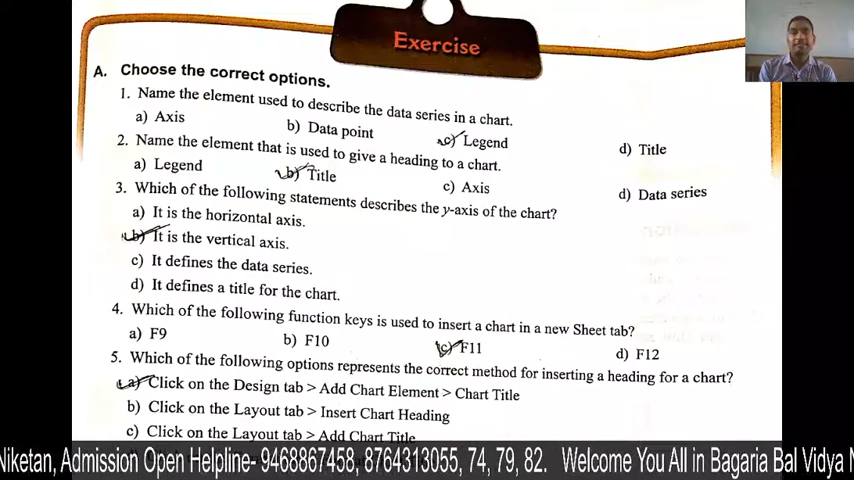 Exercise
A. Choose the correct options.
1. Name the element used to describe the data series in a chart.
a) Axis b) Data point c) Legend d) Title
2. Name the element that is used to give a heading to a chart.
a) Legend b) Title c) Axis d) Data series
3. Which of the following statements describes the y-axis of the chart?
a) It is the horizontal axis.
b) It is the vertical axis.
c) It defines the data series.
d) It defines a title for the chart.
4. Which of the following function keys is used to insert a chart in a new Sheet tab?
a) F9 b) F10 c) F11 d) F12
5. Which of the following options represents the correct method for inserting a heading for a chart?
a) Click on the Design tab > Add Chart Element > Chart Title
b) Click on the Layout tab > Insert Chart Heading
c) Click on the Layout tab > Add Chart Title
Niketan, Admission Open Helpline- 9468867458, 8764313055, 74, 79, 82. Welcome You All in Bagaria Bal Vidya N